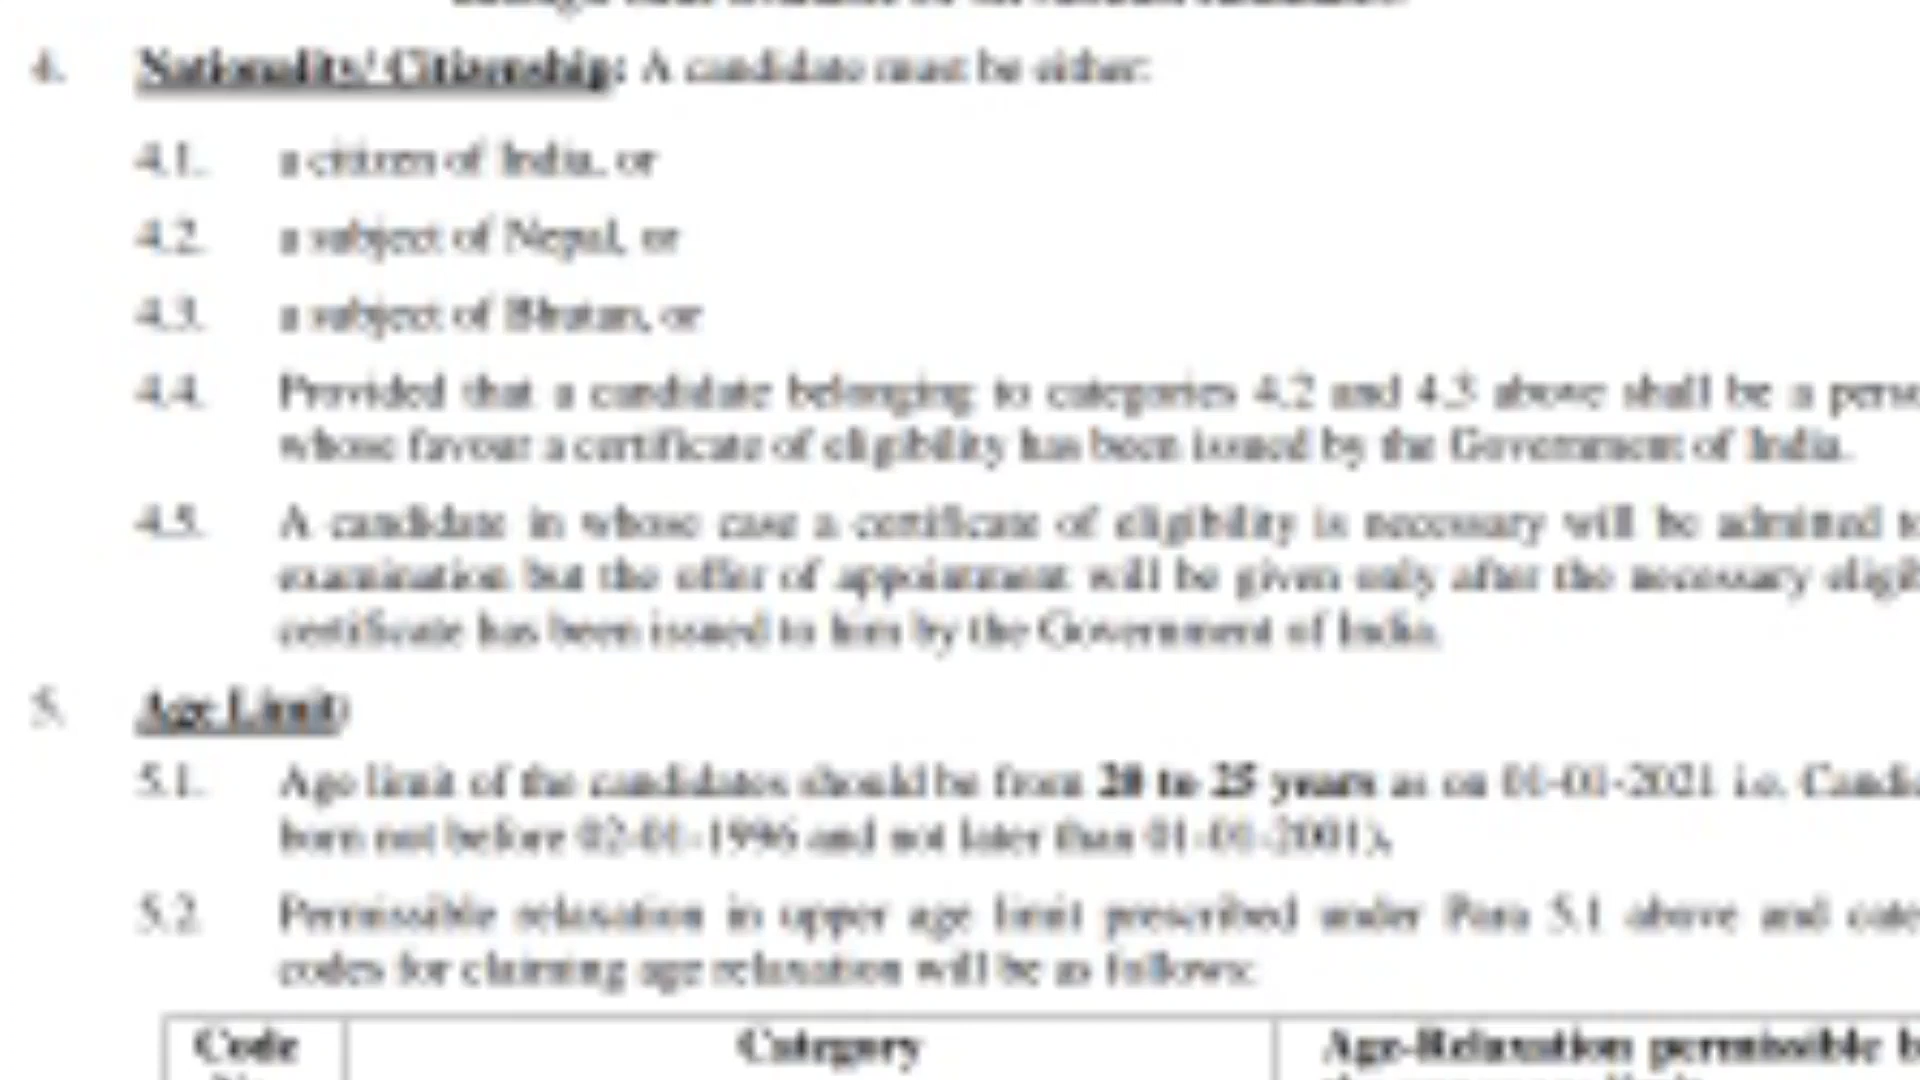 4. Nationality/ Citizenship: A candidate must be either:
4.1. a citizen of India, or
4.2. a subject of Nepal, or
4.3. a subject of Bhutan, or
4.4. Provided that a candidate belonging to categories 4.2 and 4.3 above shall be a perso
whose favour a certificate of eligibility has been issued by the Government of India.
4.5. A candidate in whose case a certificate of eligibility is necessary will be admitted to
examination but the offer of appointment will be given only after the necessary eligib
certificate has been issued to him by the Government of India.
5. Age Limit:
5.1. Age limit of the candidates should be from 20 to 25 years as on 01-01-2021 i.e. Candid
born not before 02-01-1996 and not later than 01-01-2001).
5.2. Permissible relaxation in upper age limit prescribed under Para 5.1 above and cate
codes for claiming age relaxation will be as follows:
Code Category Age-Relaxation permissible b